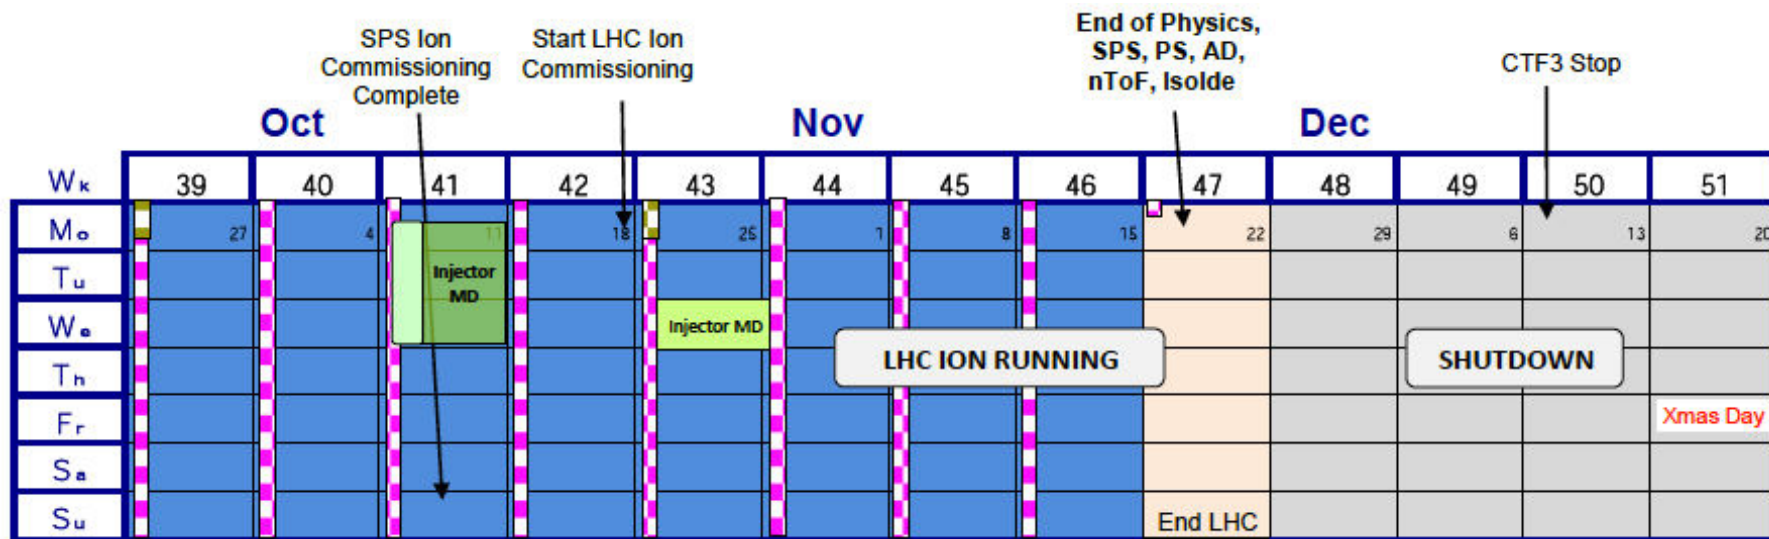 SPS Ion
Commissioning
Complete
Start LHC Ion
Commissioning
End of Physics,
SPS, PS, AD,
nToF, Isolde
CTF3 Stop
Oct Nov Dec
Wk 39 40 41 42 43 44 45 46 47 48 49 50 51
Mo 27 4 11 18 25 1 8 15 22 29 6 13 20
Tu
Injector
MD
We
Injector MD
LHC ION RUNNING
SHUTDOWN
Th
Fr
Xmas Day
Sa
Su
End LHC